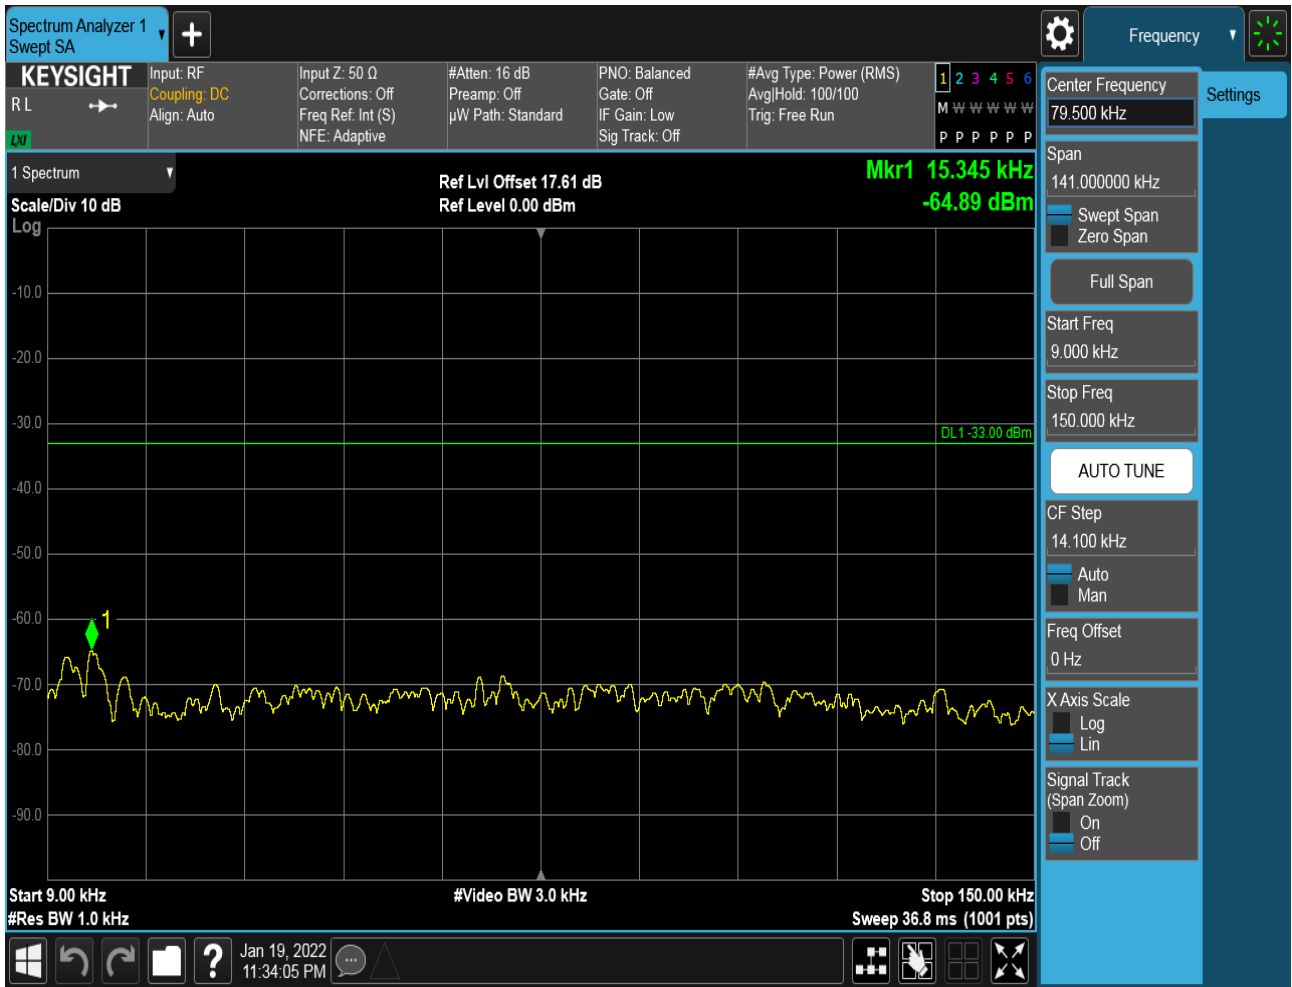 Spectrum Analyzer 1
Swept SA
Frequency
KEYSIGHT
R L
LXI
Input: RF
Coupling: DC
Align: Auto
Input Z: 50 Ω
Corrections: Off
Freq Ref: Int (S)
NFE: Adaptive
#Atten: 16 dB
Preamp: Off
µW Path: Standard
PNO: Balanced
Gate: Off
IF Gain: Low
Sig Track: Off
#Avg Type: Power (RMS)
Avg|Hold: 100/100
Trig: Free Run
1 2 3 4 5 6
M W W W W W
P P P P P P
1 Spectrum
Scale/Div 10 dB
Log
Ref Lvl Offset 17.61 dB
Ref Level 0.00 dBm
Mkr1 15.345 kHz
-64.89 dBm
-10.0
-20.0
-30.0
DL1 -33.00 dBm
-40.0
-50.0
-60.0
1
-70.0
-80.0
-90.0
Start 9.00 kHz
#Video BW 3.0 kHz
Stop 150.00 kHz
#Res BW 1.0 kHz
Sweep 36.8 ms (1001 pts)
?
Jan 19, 2022
11:34:05 PM
Center Frequency
79.500 kHz
Settings
Span
141.000000 kHz
Swept Span
Zero Span
Full Span
Start Freq
9.000 kHz
Stop Freq
150.000 kHz
AUTO TUNE
CF Step
14.100 kHz
Auto
Man
Freq Offset
0 Hz
X Axis Scale
Log
Lin
Signal Track
(Span Zoom)
On
Off